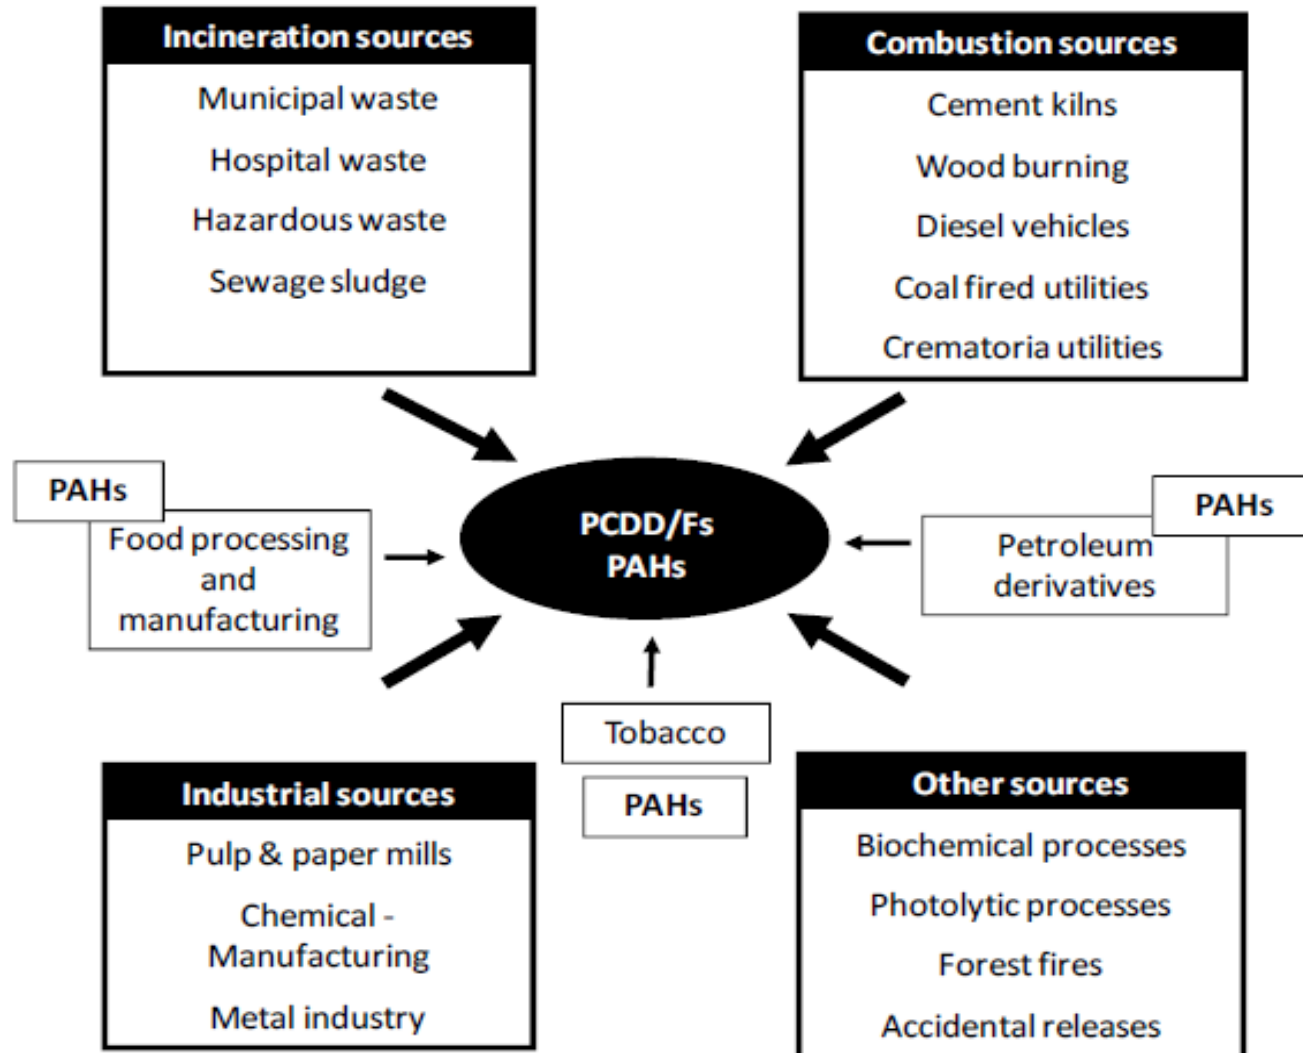 Incineration sources
Municipal waste
Hospital waste
Hazardous waste
Sewage sludge
Combustion sources
Cement kilns
Wood burning
Diesel vehicles
Coal fired utilities
Crematoria utilities
PAHs
Food processing
and
manufacturing
PCDD/Fs
PAHs
PAHs
Petroleum
derivatives
Tobacco
PAHs
Industrial sources
Pulp & paper mills
Chemical -
Manufacturing
Metal industry
Other sources
Biochemical processes
Photolytic processes
Forest fires
Accidental releases